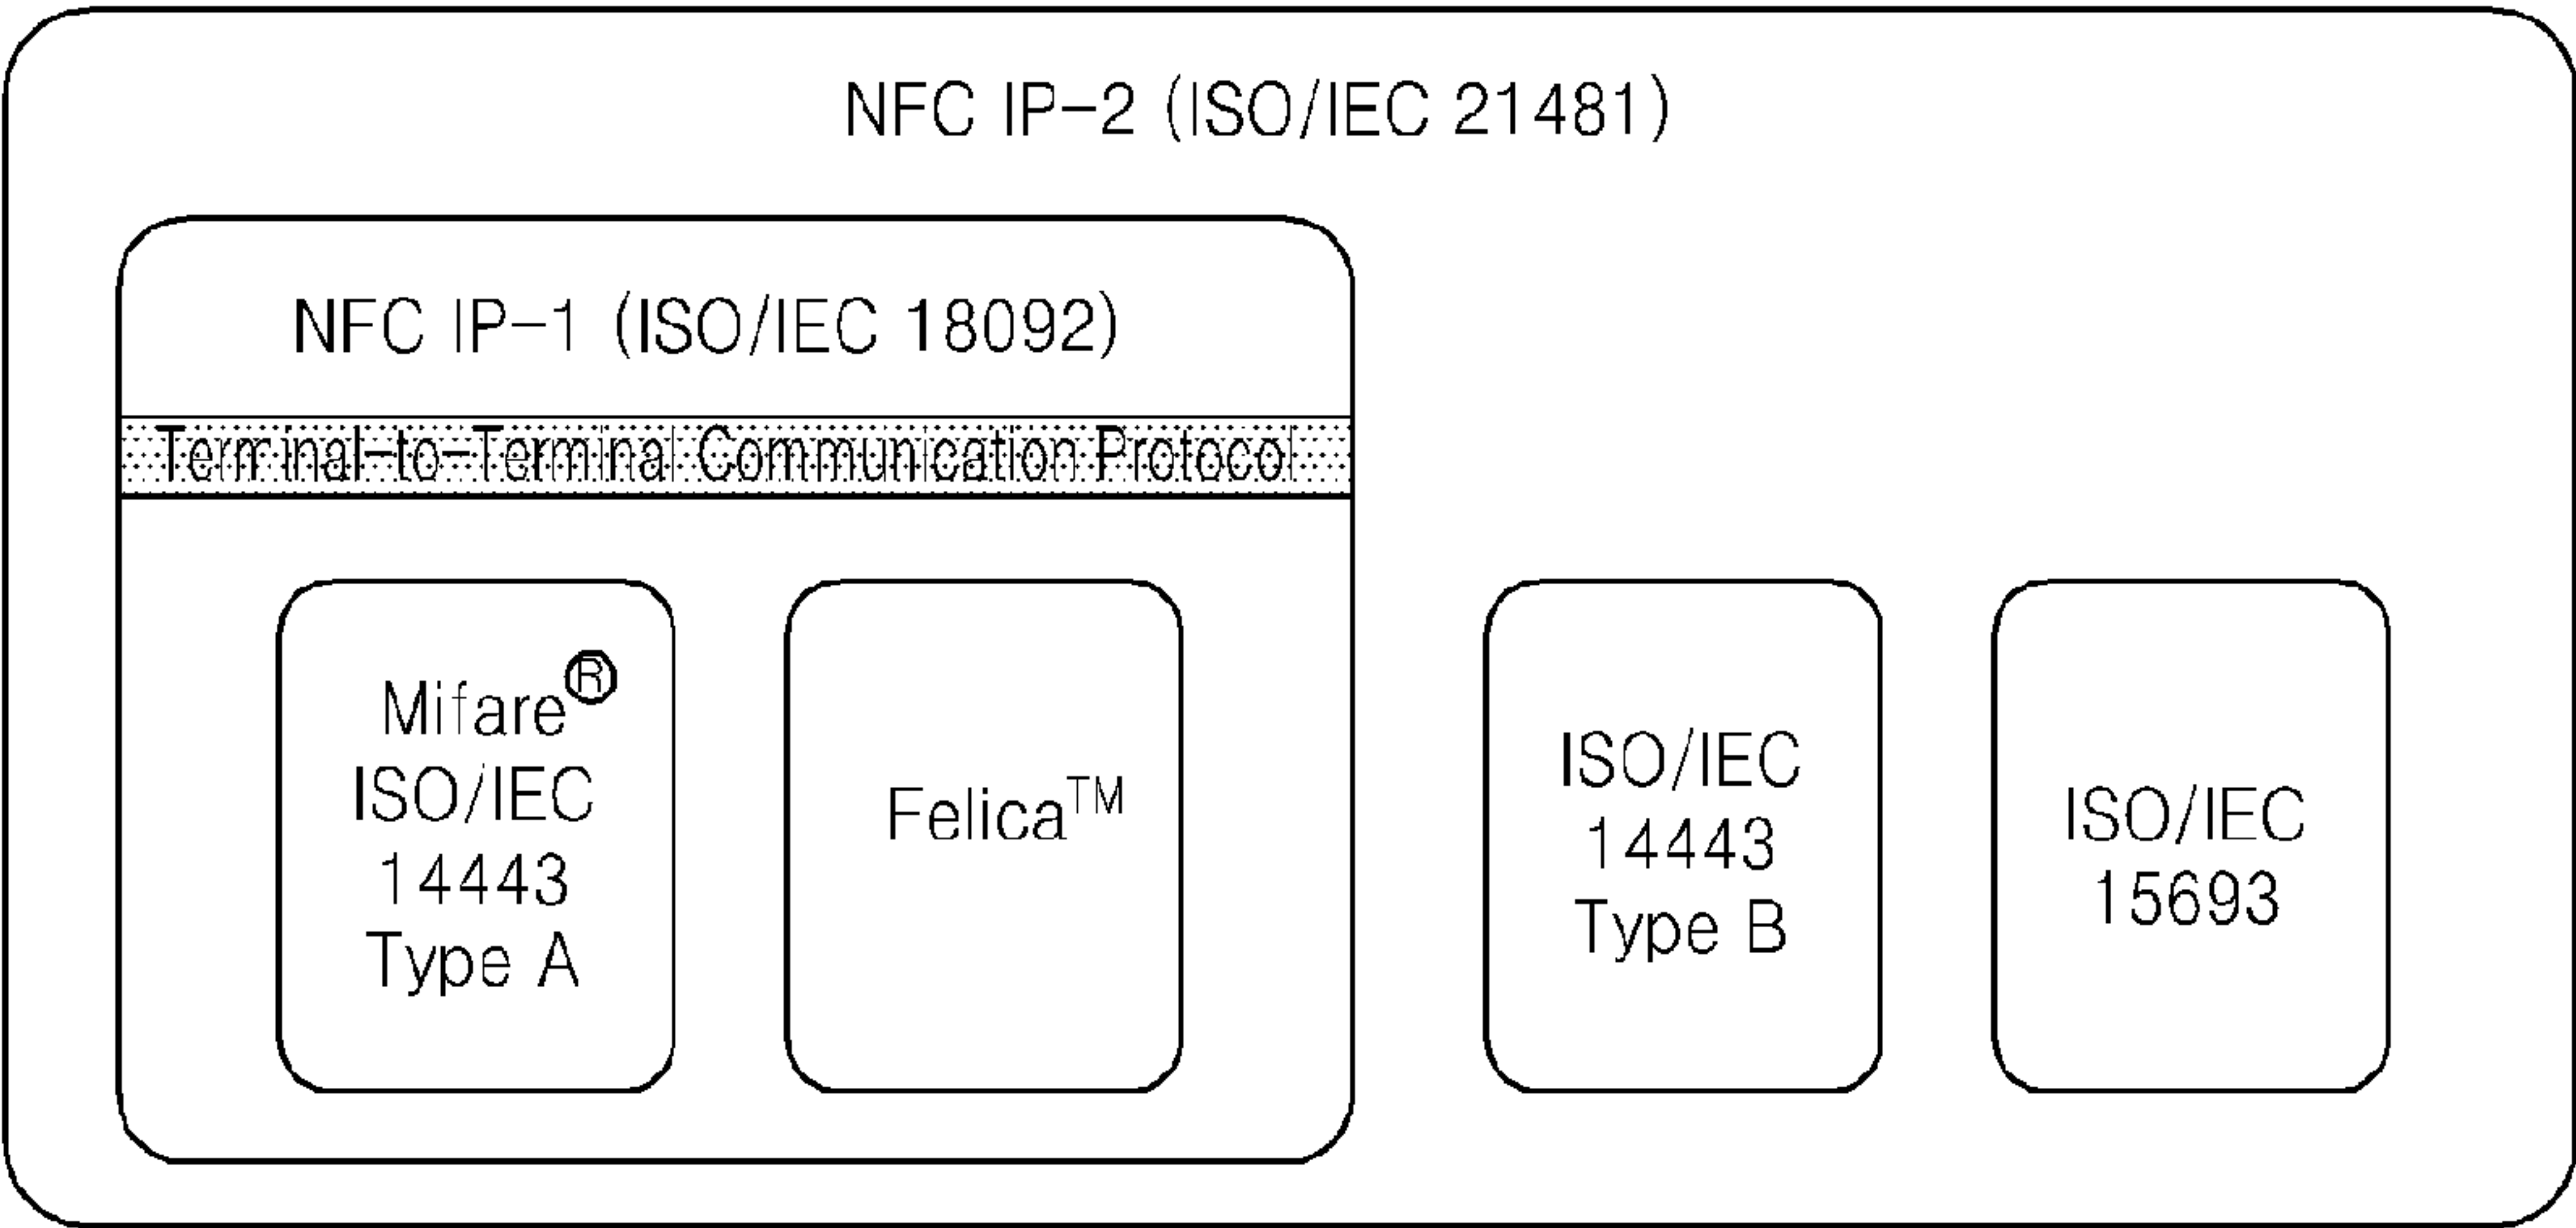 NFC IP-2 (ISO/IEC 21481)
NFC IP-1 (ISO/IEC 18092)
Terminal-to-Terminal Communication Protocol
Mifare®
ISO/IEC
14443
Type A
Felica™
ISO/IEC
14443
Type B
ISO/IEC
15693